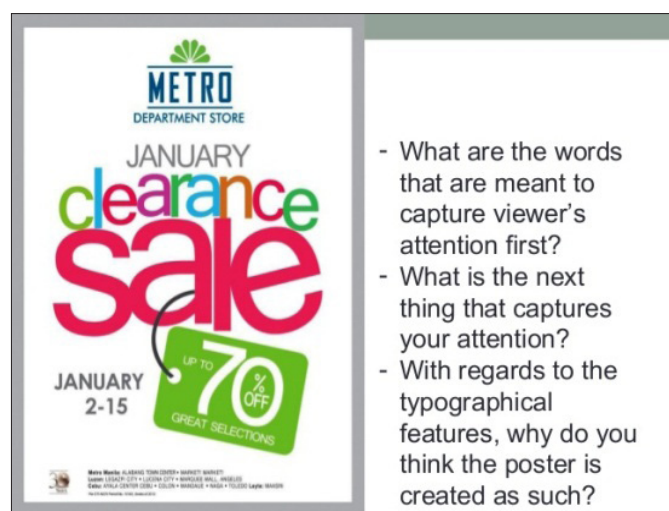 METRO
DEPARTMENT STORE
JANUARY
clearance
sale
UP TO
70
%
OFF
GREAT SELECTIONS
JANUARY
2-15
Metro Manila: ALABANG TOWN CENTER • MARKET! MARKET!
Luzon: LEGAZPI CITY • LUCENA CITY • MARQUEE MALL, ANGELES
Cebu: AYALA CENTER CEBU • COLON • MANDAUE • NAGA • TOLEDO Leyte: MAASIN
- What are the words
that are meant to
capture viewer's
attention first?
- What is the next
thing that captures
your attention?
- With regards to the
typographical
features, why do you
think the poster is
created as such?